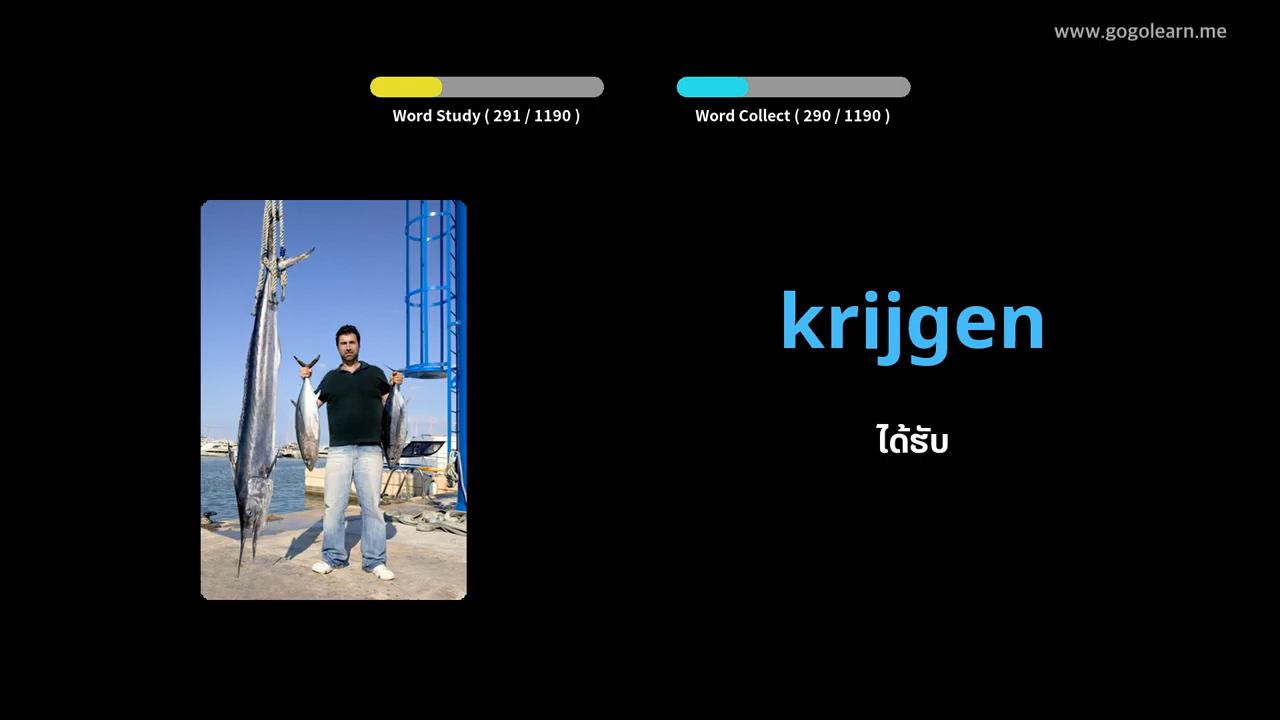 www.gogolearn.me
Word Study ( 291 / 1190 )
Word Collect ( 290 / 1190 )
krijgen
ได้รับ